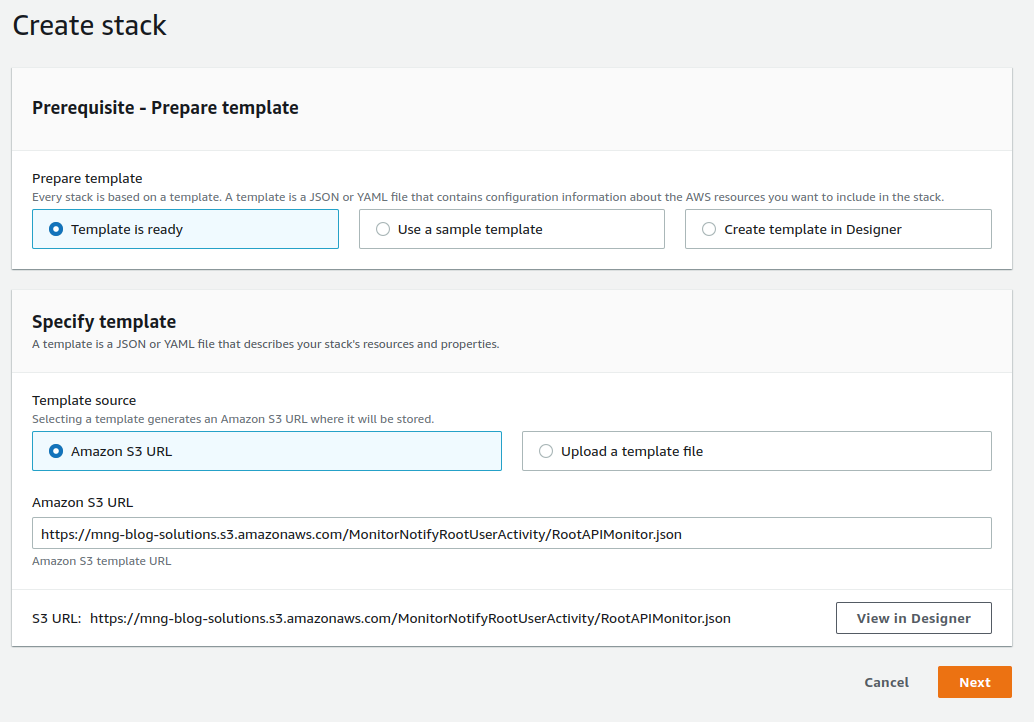 Create stack
Prerequisite - Prepare template
Prepare template
Every stack is based on a template. A template is a JSON or YAML file that contains configuration information about the AWS resources you want to include in the stack.
Template is ready
Use a sample template
Create template in Designer
Specify template
A template is a JSON or YAML file that describes your stack's resources and properties.
Template source
Selecting a template generates an Amazon S3 URL where it will be stored.
Amazon S3 URL
Upload a template file
Amazon S3 URL
https://mng-blog-solutions.s3.amazonaws.com/MonitorNotifyRootUserActivity/RootAPIMonitor.json
Amazon S3 template URL
S3 URL: https://mng-blog-solutions.s3.amazonaws.com/MonitorNotifyRootUserActivity/RootAPIMonitor.json
View in Designer
Cancel
Next